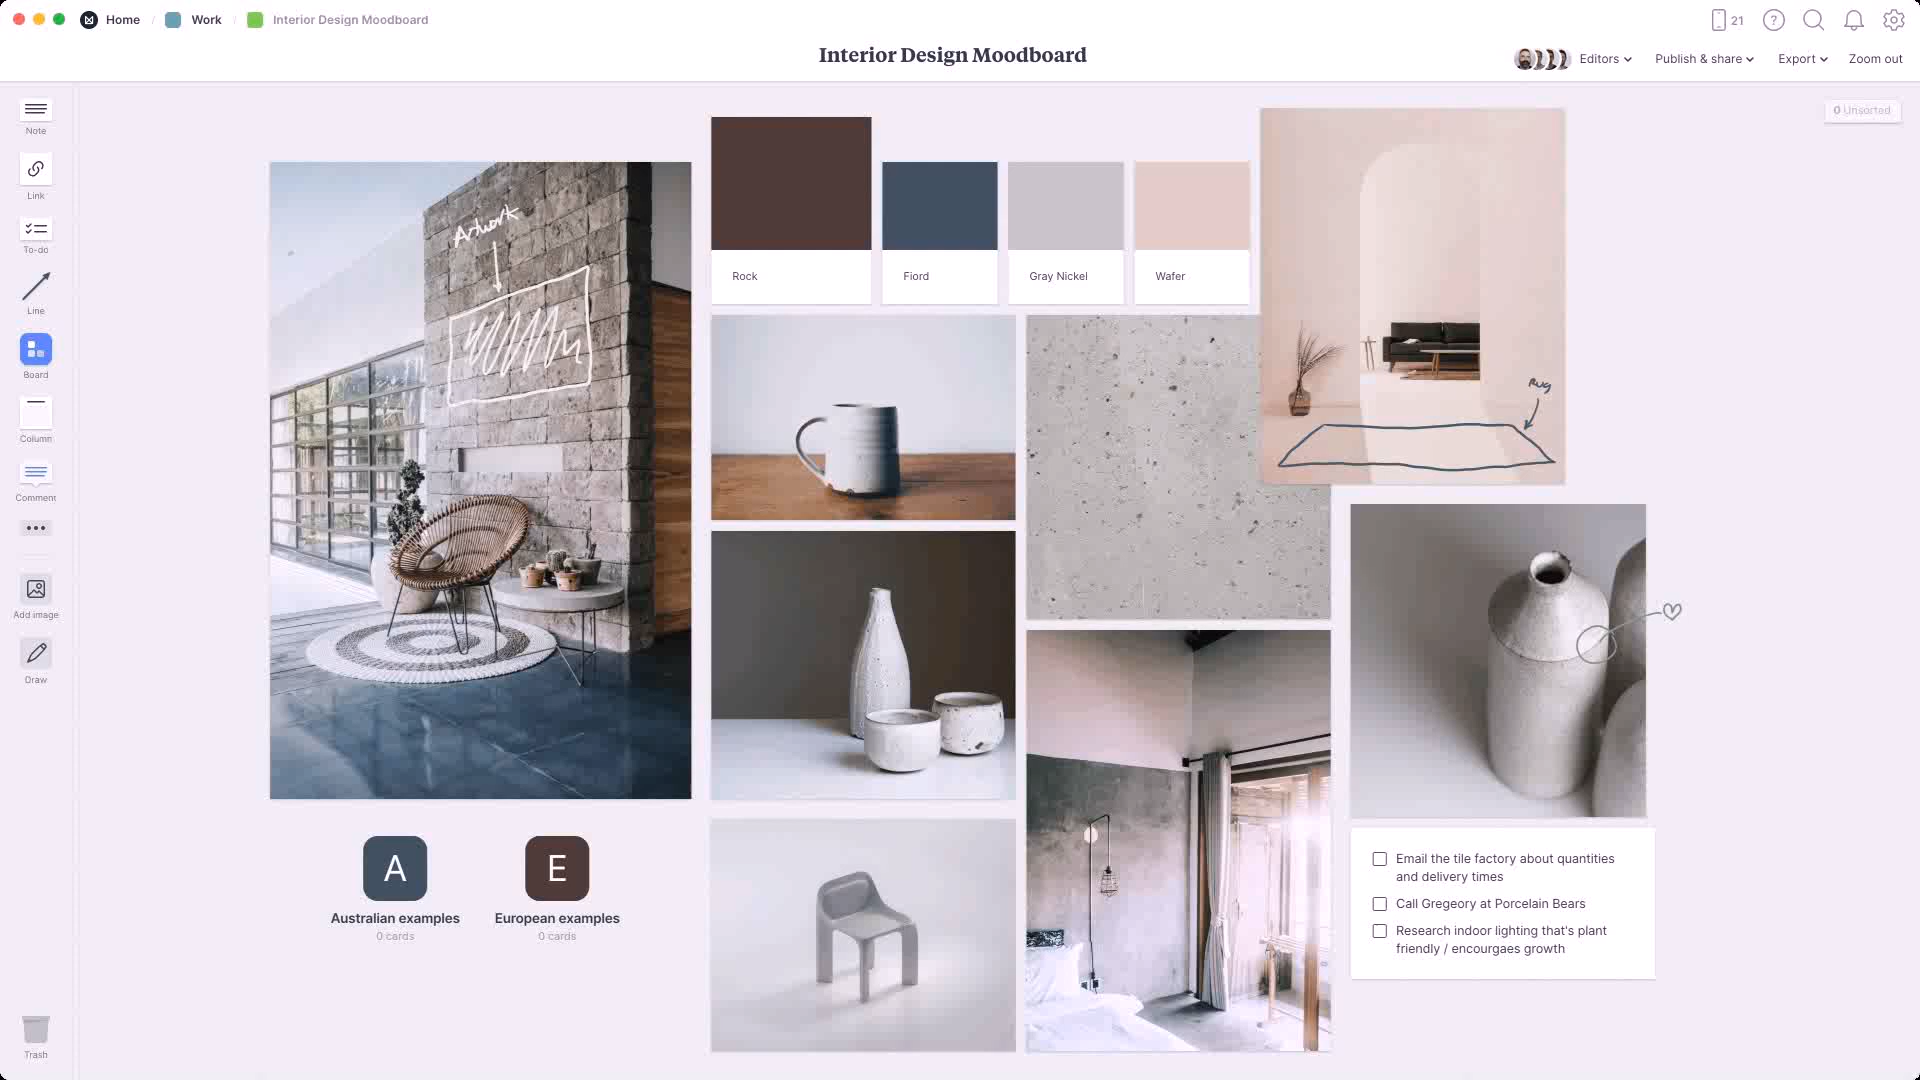 Home / Work / Interior Design Moodboard
21
Interior Design Moodboard
Editors
Publish & share
Export
Zoom out
0 Unsorted
Note
Link
To-do
Line
Board
Column
Comment
Add image
Draw
Trash
Artwork
Rock
Fiord
Gray Nickel
Wafer
Rug
A
Australian examples
0 cards
E
European examples
0 cards
Email the tile factory about quantities
and delivery times
Call Gregeory at Porcelain Bears
Research indoor lighting that's plant
friendly / encourgaes growth